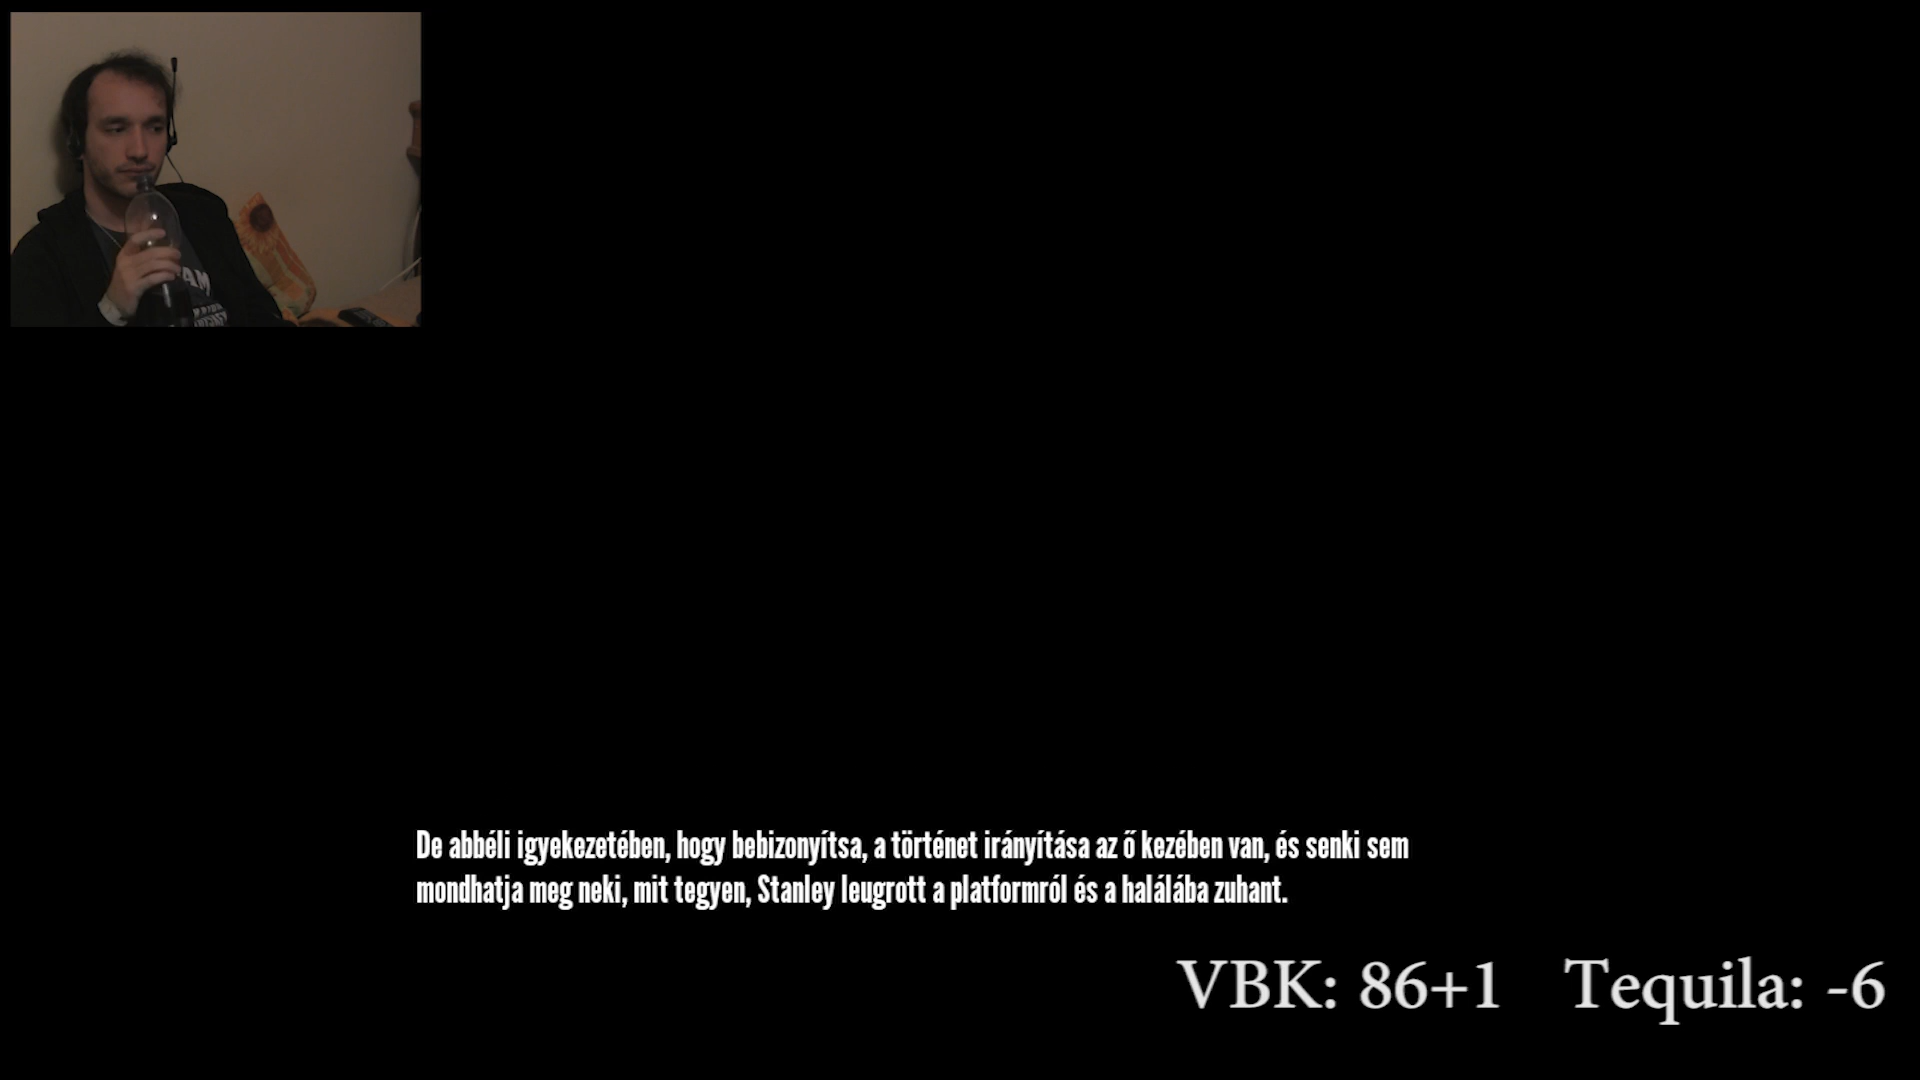 De abbéli igyekezetében, hogy bebizonyítsa, a történet irányítása az ő kezében van, és senki sem
mondhatja meg neki, mit tegyen, Stanley leugrott a platformról és a halálába zuhant.
VBK: 86+1 Tequila: -6